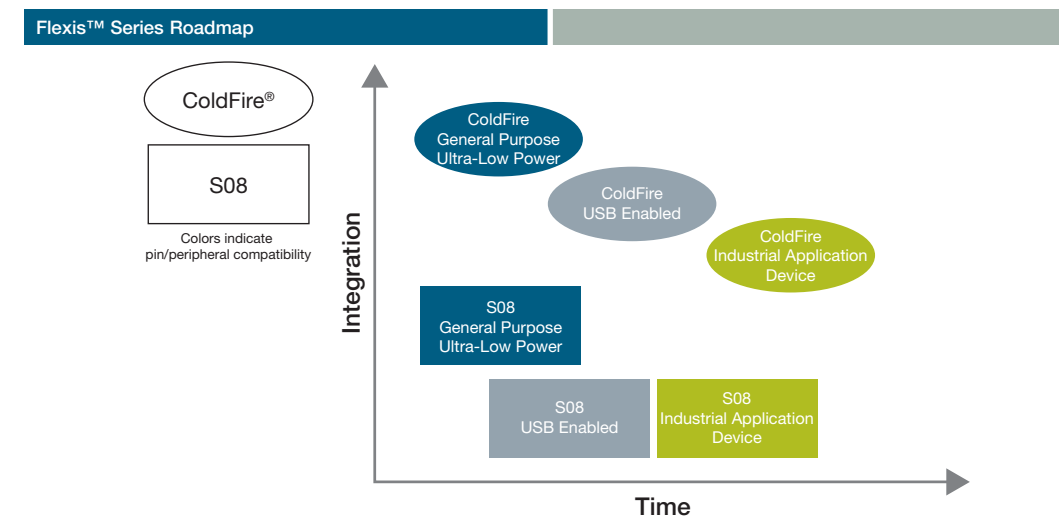 Flexis™ Series Roadmap
ColdFire®
S08
Colors indicate
pin/peripheral compatibility
Integration
ColdFire
General Purpose
Ultra-Low Power
ColdFire
USB Enabled
ColdFire
Industrial Application
Device
S08
General Purpose
Ultra-Low Power
S08
USB Enabled
S08
Industrial Application
Device
Time